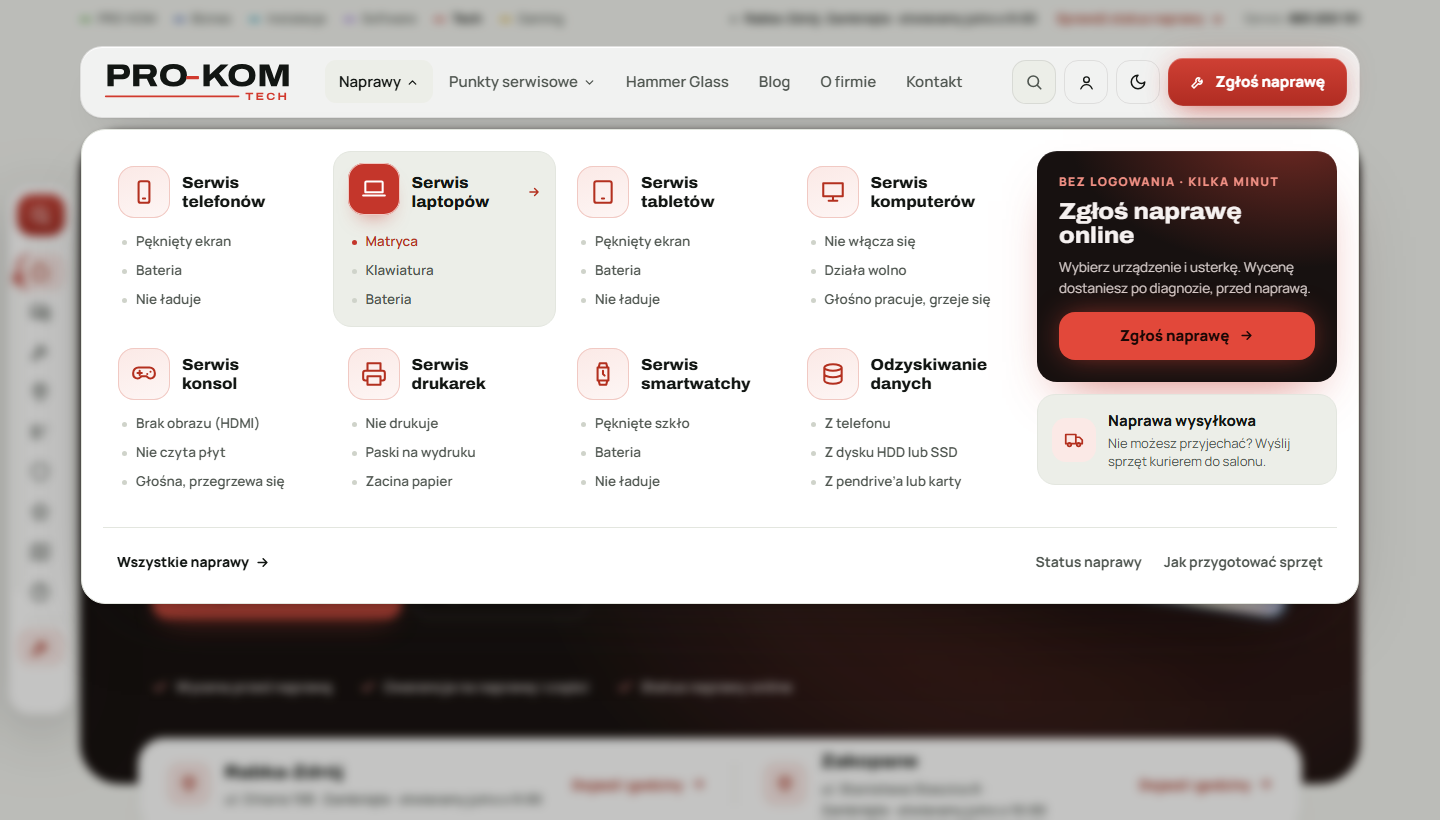 PRO-KOM
TECH
Naprawy
Punkty serwisowe
Hammer Glass
Blog
O firmie
Kontakt
Zgłoś naprawę
Serwis
telefonów
Pęknięty ekran
Bateria
Nie ładuje
Serwis
laptopów
Matryca
Klawiatura
Bateria
Serwis
tabletów
Pęknięty ekran
Bateria
Nie ładuje
Serwis
komputerów
Nie włącza się
Działa wolno
Głośno pracuje, grzeje się
Serwis
konsol
Brak obrazu (HDMI)
Nie czyta płyt
Głośna, przegrzewa się
Serwis
drukarek
Nie drukuje
Paski na wydruku
Zacina papier
Serwis
smartwatchy
Pęknięte szkło
Bateria
Nie ładuje
Odzyskiwanie
danych
Z telefonu
Z dysku HDD lub SSD
Z pendrive'a lub karty
BEZ LOGOWANIA · KILKA MINUT
Zgłoś naprawę
online
Wybierz urządzenie i usterkę. Wycenę
dostaniesz po diagnozie, przed naprawą.
Zgłoś naprawę
Naprawa wysyłkowa
Nie możesz przyjechać? Wyślij
sprzęt kurierem do salonu.
Wszystkie naprawy
Status naprawy
Jak przygotować sprzęt
Rabka-Zdrój
Zakopane